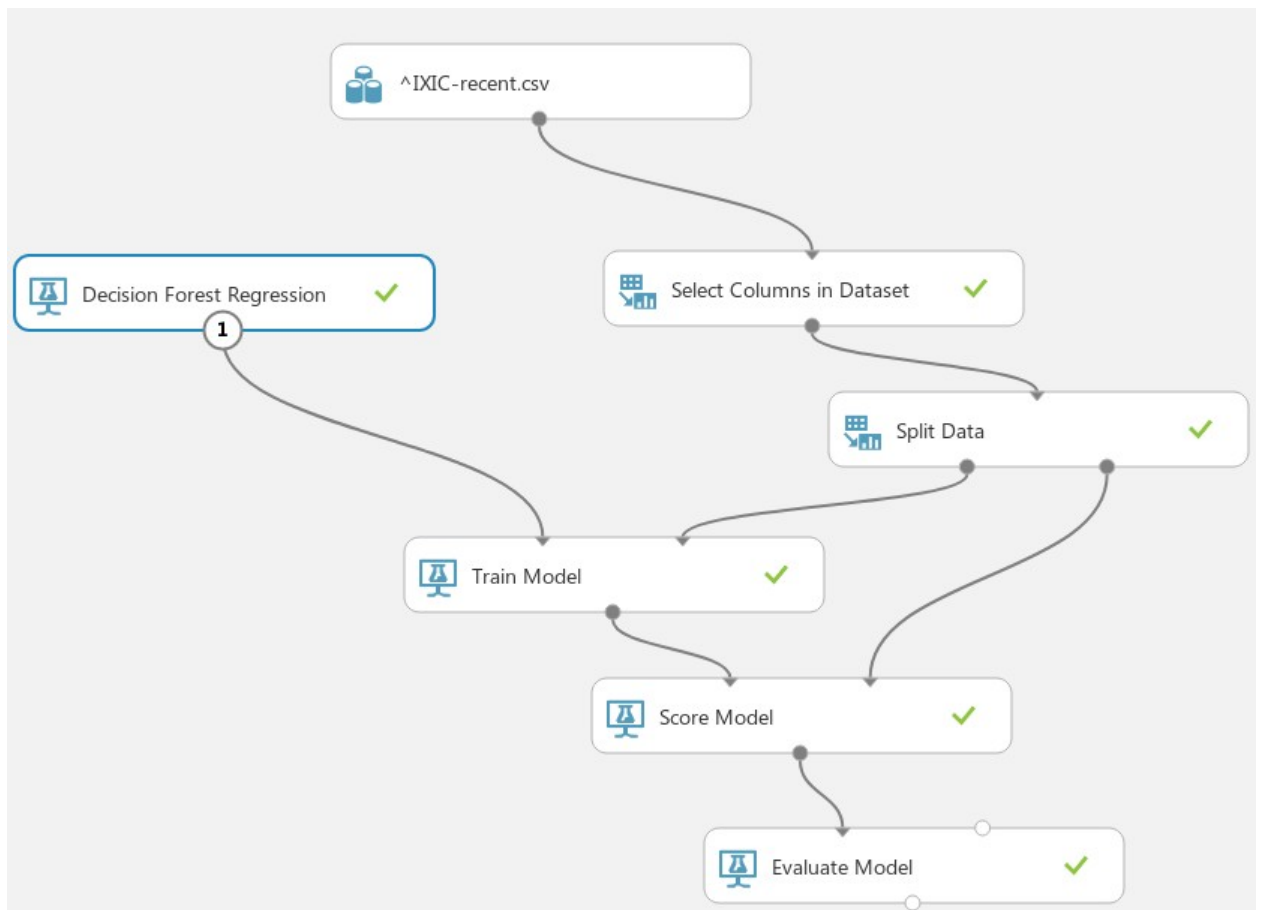 ^IXIC-recent.csv
Decision Forest Regression
1
Select Columns in Dataset
Split Data
Train Model
Score Model
Evaluate Model